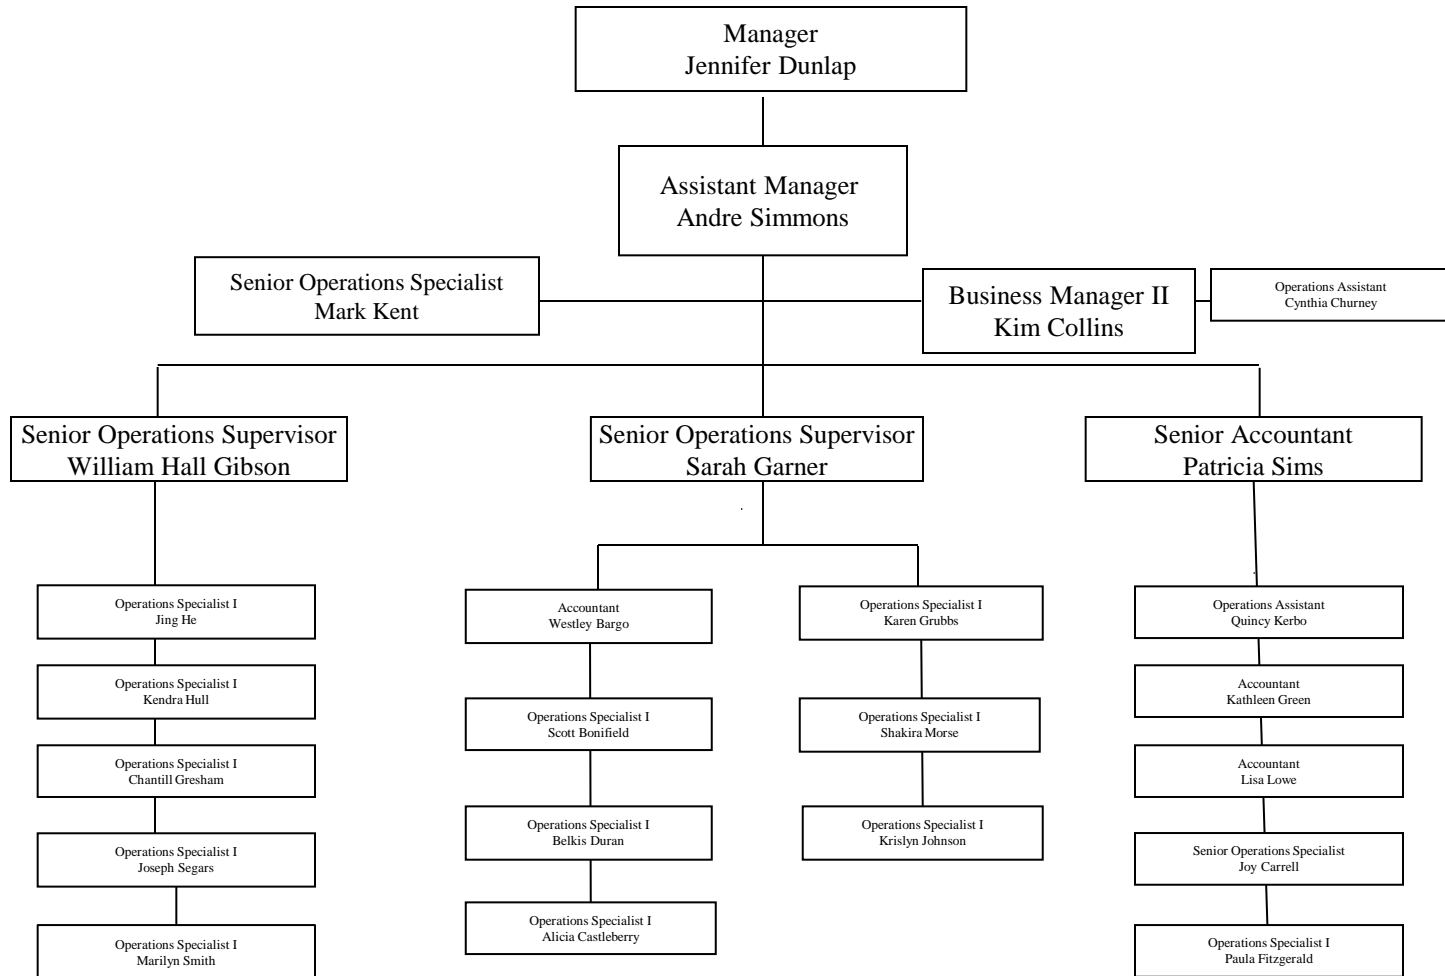 Manager
Jennifer Dunlap
Assistant Manager
Andre Simmons
Senior Operations Specialist
Mark Kent
Business Manager II
Kim Collins
Operations Assistant
Cynthia Churney
Senior Operations Supervisor
William Hall Gibson
Senior Operations Supervisor
Sarah Garner
Senior Accountant
Patricia Sims
Operations Specialist I
Jing He
Operations Specialist I
Kendra Hull
Operations Specialist I
Chantill Gresham
Operations Specialist I
Joseph Segars
Operations Specialist I
Marilyn Smith
Accountant
Westley Bargo
Operations Specialist I
Scott Bonifield
Operations Specialist I
Belkis Duran
Operations Specialist I
Alicia Castleberry
Operations Specialist I
Karen Grubbs
Operations Specialist I
Shakira Morse
Operations Specialist I
Krislyn Johnson
Operations Assistant
Quincy Kerbo
Accountant
Kathleen Green
Accountant
Lisa Lowe
Senior Operations Specialist
Joy Carrell
Operations Specialist I
Paula Fitzgerald